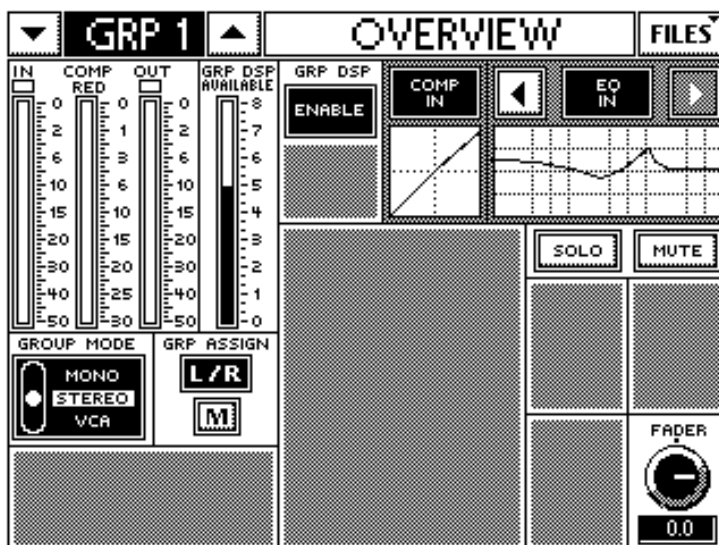 GRP 1
OVERVIEW
FILES
IN
COMP RED
OUT
GRP DSP AVAILABLE
0
2
6
10
15
20
30
40
50
0
1
3
6
10
15
20
25
30
0
2
6
10
15
20
30
40
50
8
7
6
5
4
3
2
1
0
GRP DSP
ENABLE
COMP
IN
EQ
IN
SOLO
MUTE
GROUP MODE
MONO
STEREO
VCA
GRP ASSIGN
L/R
M
FADER
0.0